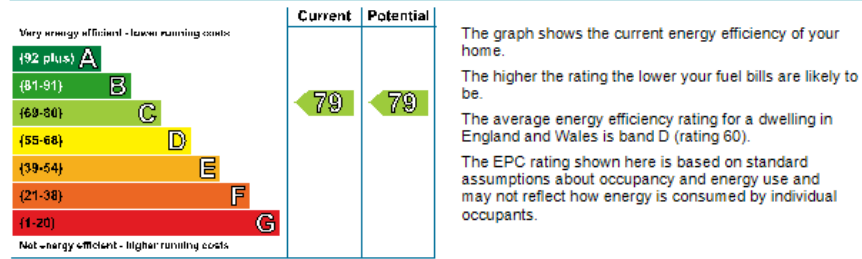 Current Potential
Very energy efficient - lower running costs
(92 plus) A
(81-91) B
(69-80) C
(55-68) D
(39-54) E
(21-38) F
(1-20) G
79 79
Not energy efficient - higher running costs
The graph shows the current energy efficiency of your
home.
The higher the rating the lower your fuel bills are likely to
be.
The average energy efficiency rating for a dwelling in
England and Wales is band D (rating 60).
The EPC rating shown here is based on standard
assumptions about occupancy and energy use and
may not reflect how energy is consumed by individual
occupants.